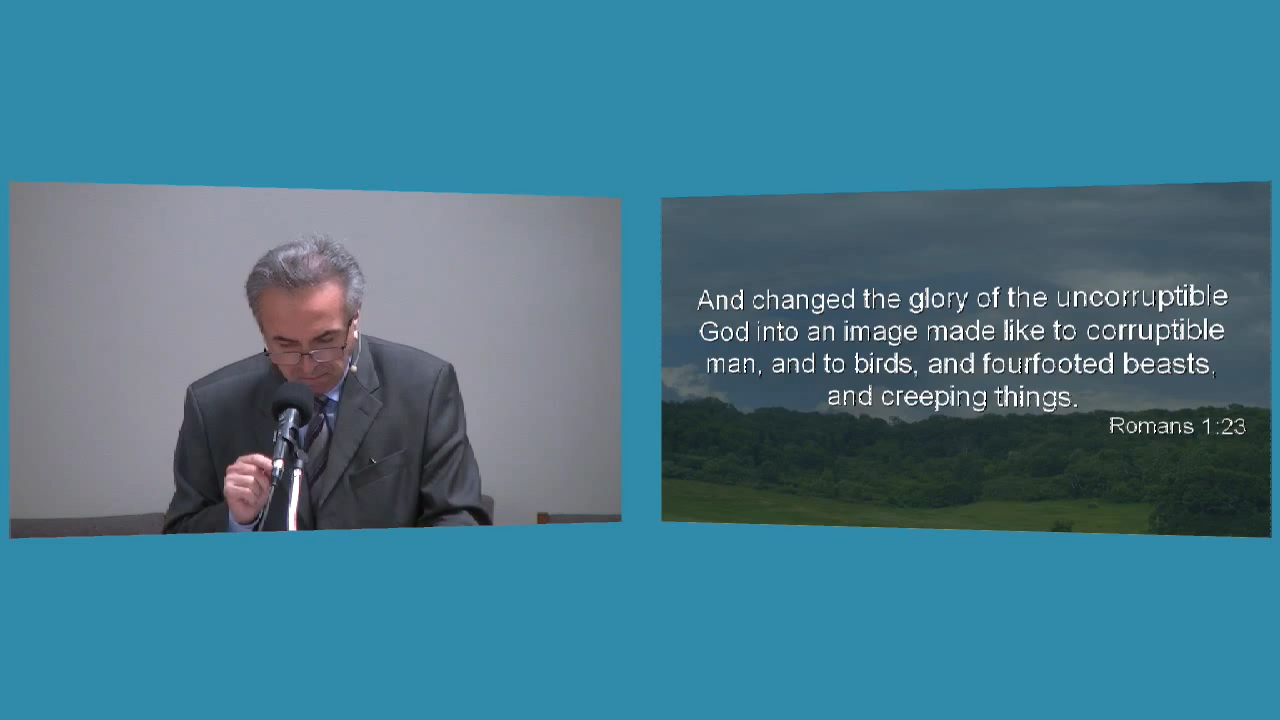 And changed the glory of the uncorruptible
God into an image made like to corruptible
man, and to birds, and fourfooted beasts,
and creeping things.
Romans 1:23